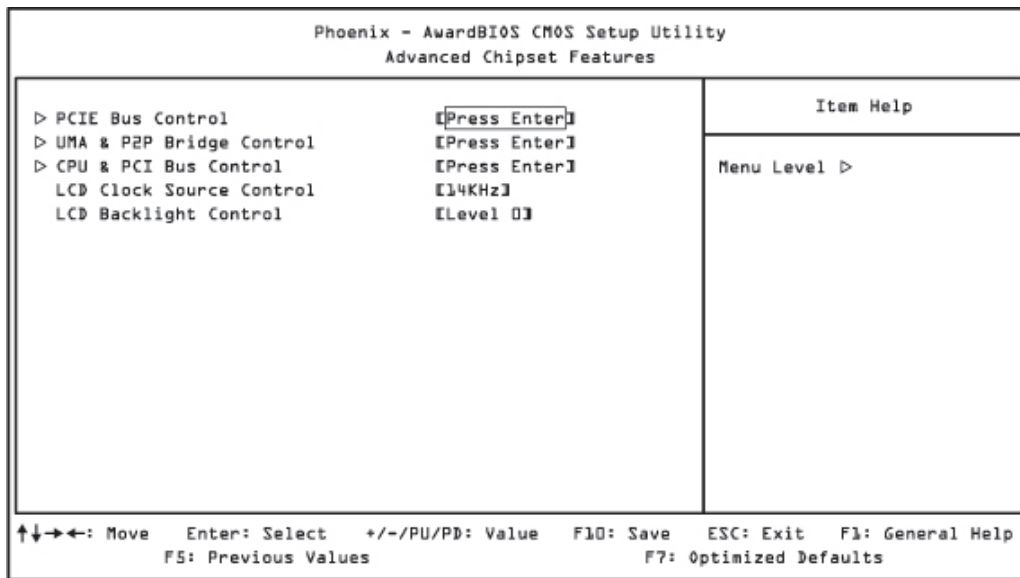 Phoenix - AwardBIOS CMOS Setup Utility
Advanced Chipset Features
▷ PCIE Bus Control [Press Enter]
▷ UMA & P2P Bridge Control [Press Enter]
▷ CPU & PCI Bus Control [Press Enter]
LCD Clock Source Control [14KHz]
LCD Backlight Control [Level 0]
Item Help
Menu Level ▷
↑↓→←: Move Enter: Select +/-/PU/PD: Value F10: Save ESC: Exit F1: General Help
F5: Previous Values F7: Optimized Defaults